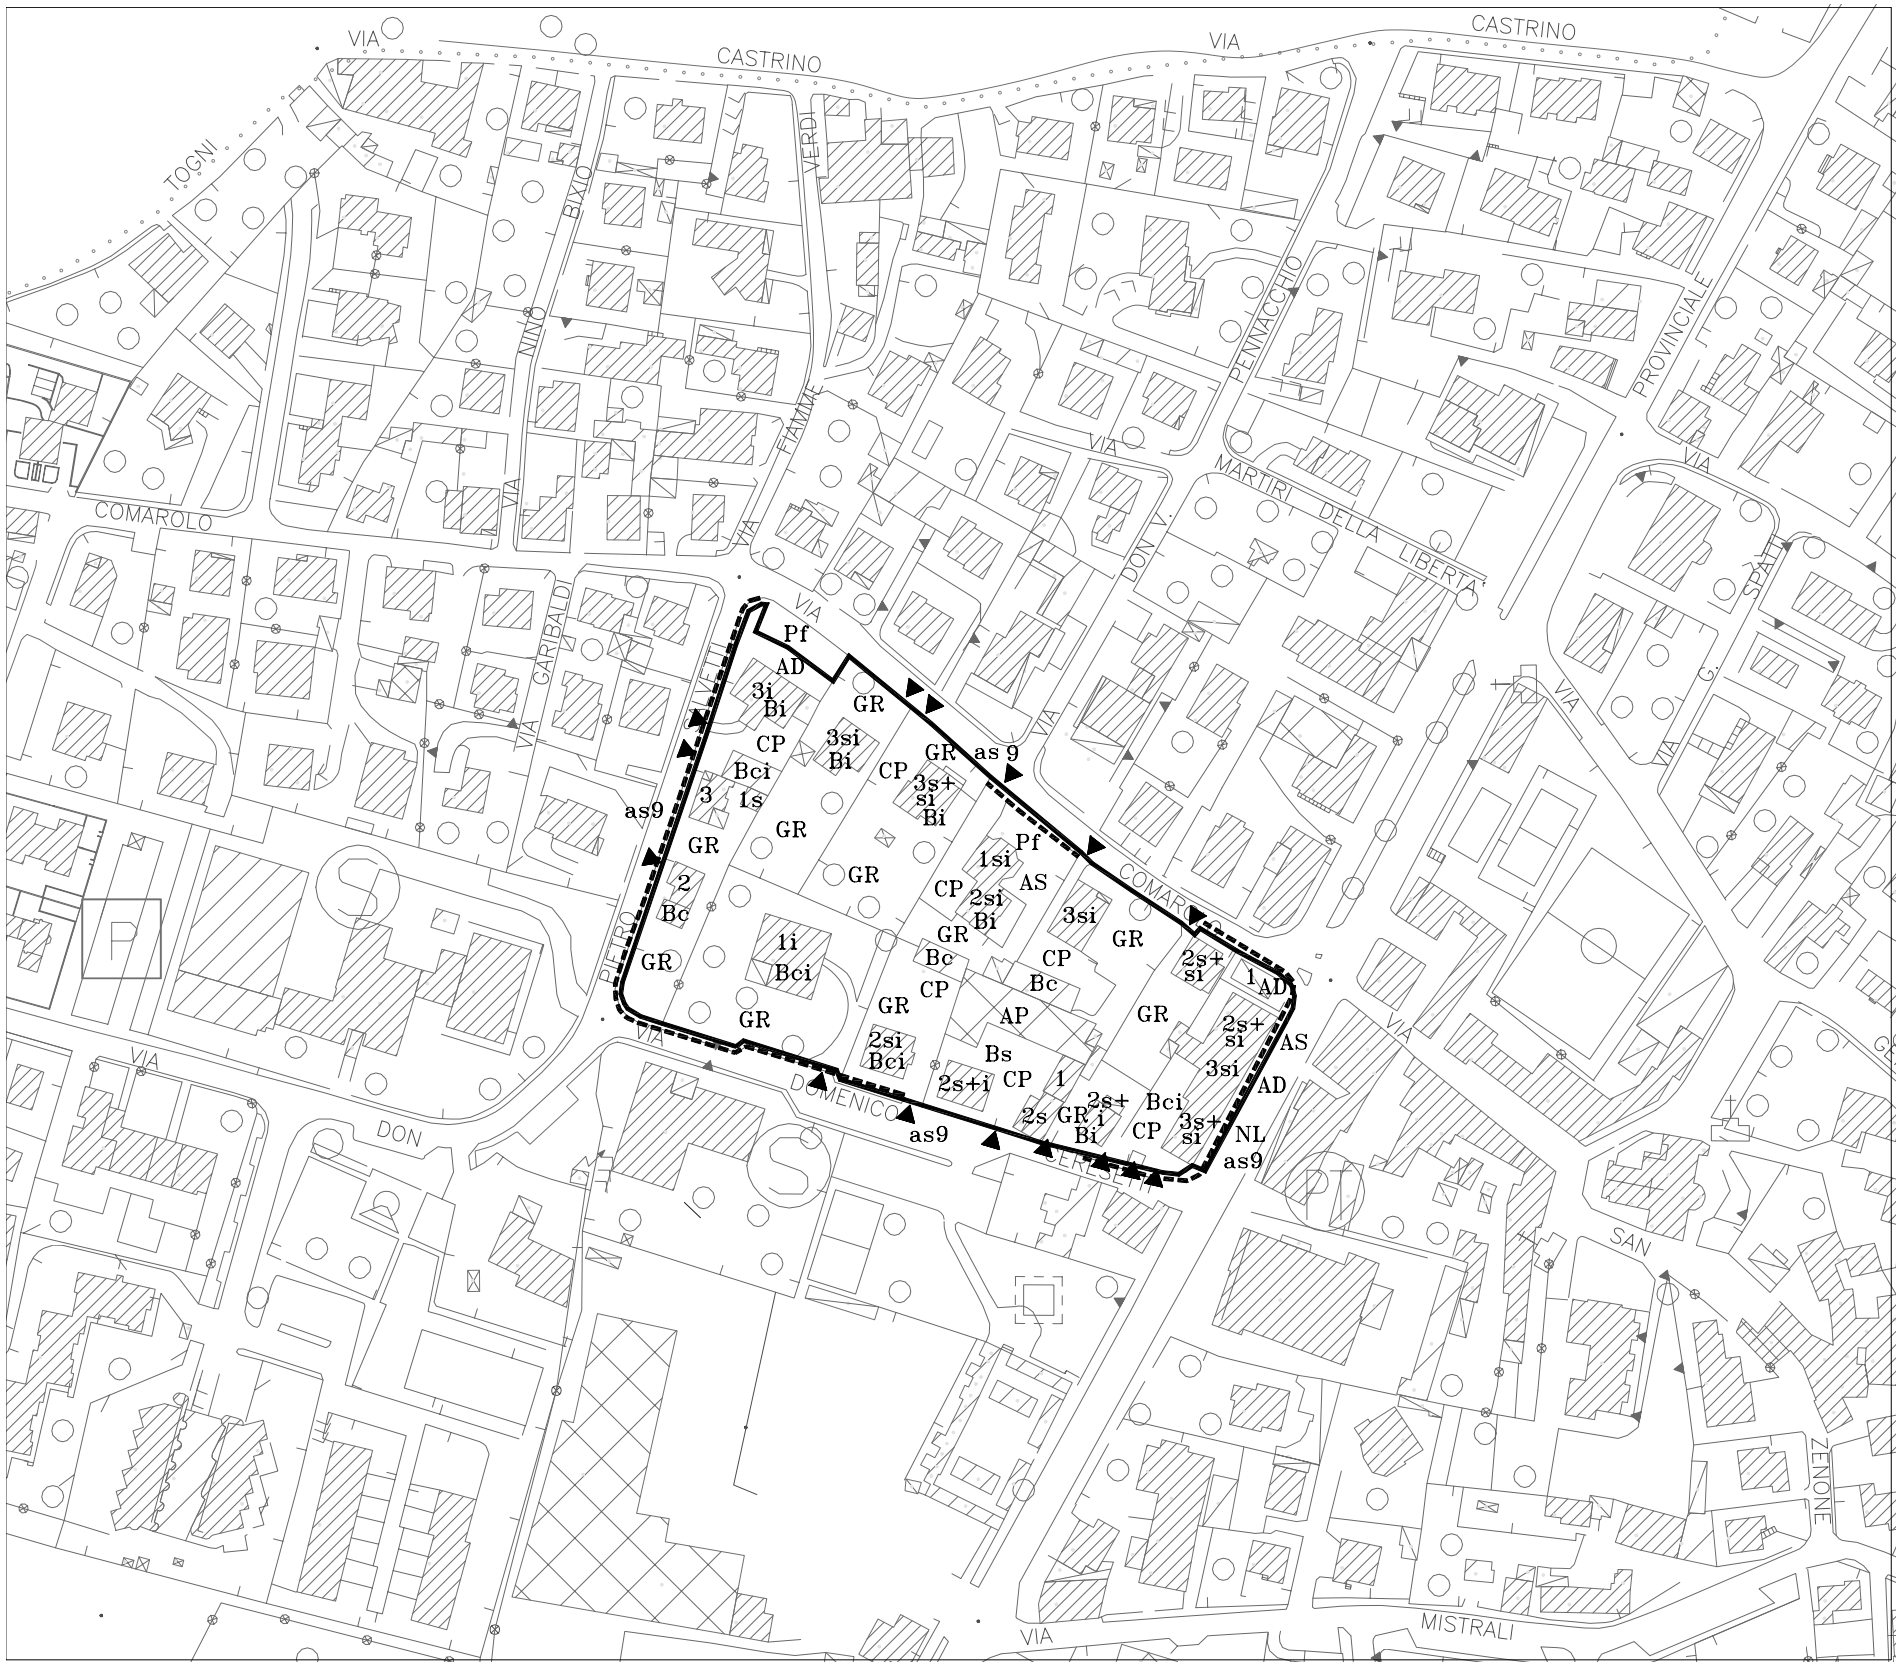 VIA
CASTRINO
VIA
CASTRINO
TOGNI
VERDI
BIXIO
NINO
VIA
PENNACCHIO
PROVINCIALE
FIAMME
VIA
VIA
MARTIRI DELLA LIBERTA'
VIA
COMAROLO
DON V.
SPATTI
G.
VIA
VIA
GARIBALDI
VIA
VIA
VIA
Pf
AD
3i
Bi
GR
CP
3si
Bi
GR
as 9
CP
3s+
si
Bi
Bci
1s
3
as9
GR
GR
Pf
1si
AS
GR
CP
2si
Bi
2
Bc
COMAROLO
3si
GR
GR
1i
Bci
Bc
CP
2s+
si
1
AD
GR
PIETRO
CP
Bc
GR
AP
GR
2s+
si
AS
GR
VIA
2si
Bci
Bs
CP
3si
AD
2s+i
1
DOMENICO
2s
GR
2s+
i
Bi
Bci
CP
3s+
si
NL
as9
as9
S
P
VIA
DON
S
PT
VIA
SAN
ZENONE
VIA
MISTRALI